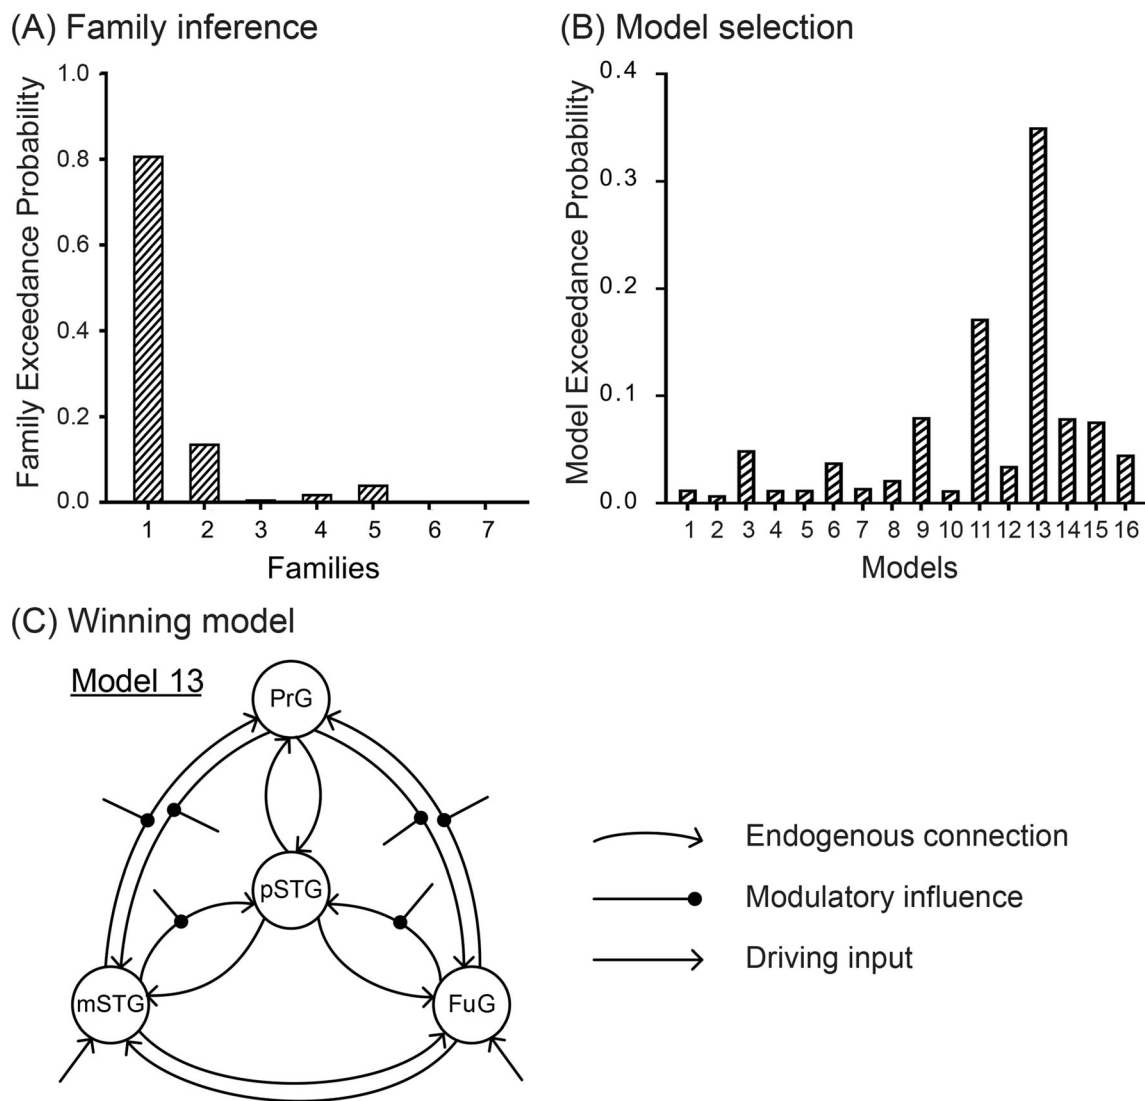 (A) Family inference
Family Exceedance Probability
1.0
0.8
0.6
0.4
0.2
0.0
1 2 3 4 5 6 7
Families
(B) Model selection
Model Exceedance Probability
0.4
0.3
0.2
0.1
0.0
1 2 3 4 5 6 7 8 9 10 11 12 13 14 15 16
Models
(C) Winning model
Model 13
PrG
pSTG
mSTG
FuG
Endogenous connection
Modulatory influence
Driving input